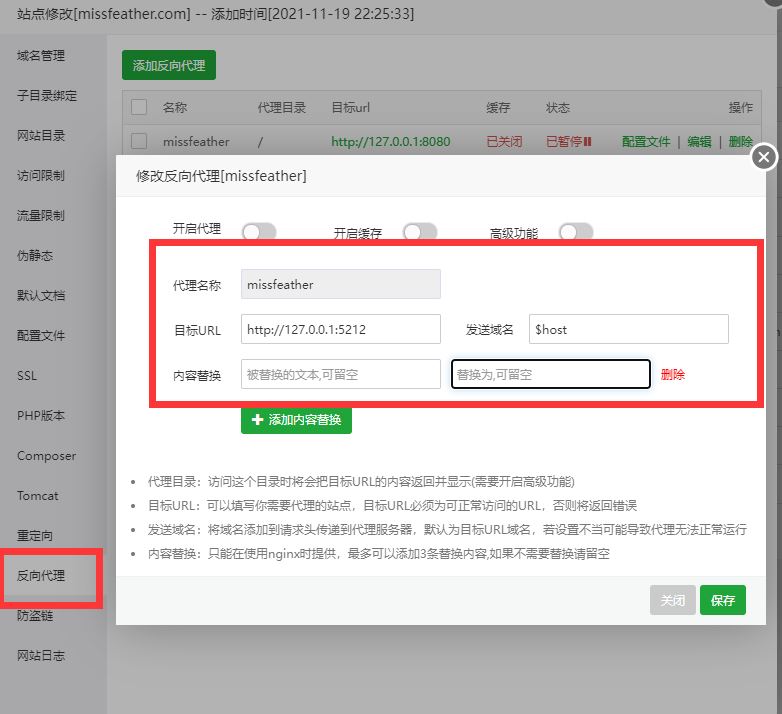 站点修改[missfeather.com] -- 添加时间[2021-11-19 22:25:33]
域名管理
子目录绑定
网站目录
访问限制
流量限制
伪静态
默认文档
配置文件
SSL
PHP版本
Composer
Tomcat
重定向
反向代理
防盗链
网站日志
添加反向代理
名称 代理目录 目标url 缓存 状态 操作
missfeather / http://127.0.0.1:8080 已关闭 已暂停 配置文件 | 编辑 | 删除
修改反向代理[missfeather]
开启代理 开启缓存 高级功能
代理名称 missfeather
目标URL http://127.0.0.1:5212 发送域名 $host
内容替换 被替换的文本,可留空 替换为,可留空 删除
添加内容替换
代理目录：访问这个目录时将会把目标URL的内容返回并显示(需要开启高级功能)
目标URL：可以填写你需要代理的站点，目标URL必须为可正常访问的URL，否则将返回错误
发送域名：将域名添加到请求头传递到代理服务器，默认为目标URL域名，若设置不当可能导致代理无法正常运行
内容替换：只能在使用nginx时提供，最多可以添加3条替换内容,如果不需要替换请留空
关闭 保存